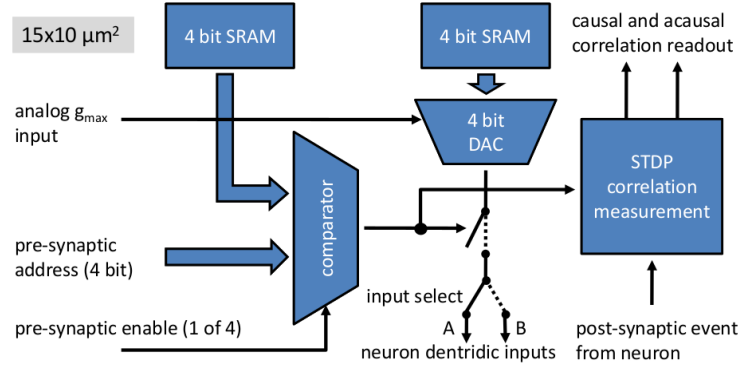 15x10 μm²
4 bit SRAM
4 bit SRAM
causal and acausal
correlation readout
analog gmax
input
4 bit
DAC
STDP
correlation
measurement
comparator
pre-synaptic
address (4 bit)
input select
A
B
pre-synaptic enable (1 of 4)
neuron dentridic inputs
post-synaptic event
from neuron